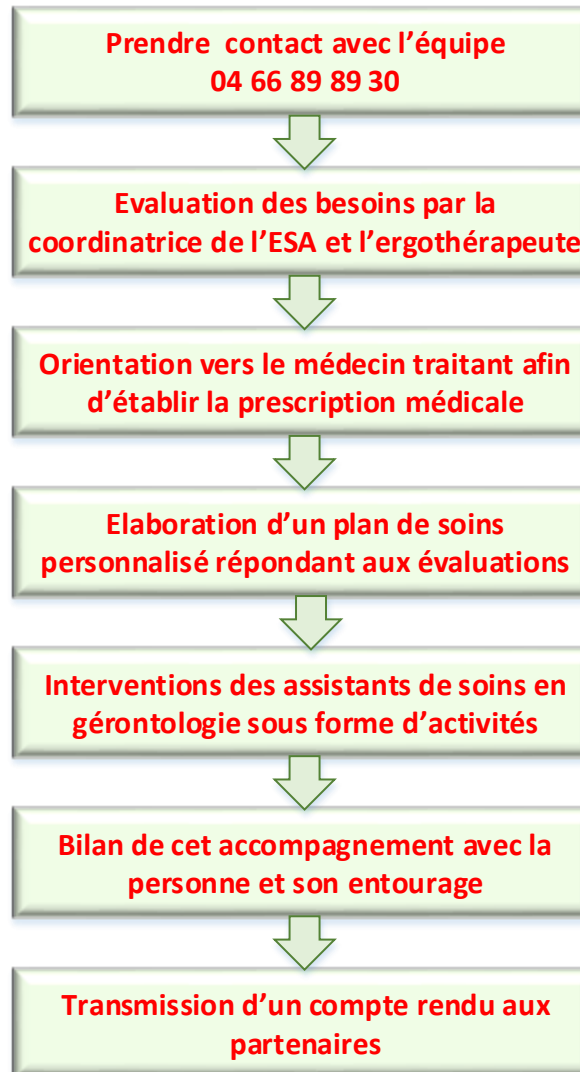 Prendre contact avec l'équipe
04 66 89 89 30
Evaluation des besoins par la
coordinatrice de l'ESA et l'ergothérapeute
Orientation vers le médecin traitant afin
d'établir la prescription médicale
Elaboration d'un plan de soins
personnalisé répondant aux évaluations
Interventions des assistants de soins en
gérontologie sous forme d'activités
Bilan de cet accompagnement avec la
personne et son entourage
Transmission d'un compte rendu aux
partenaires